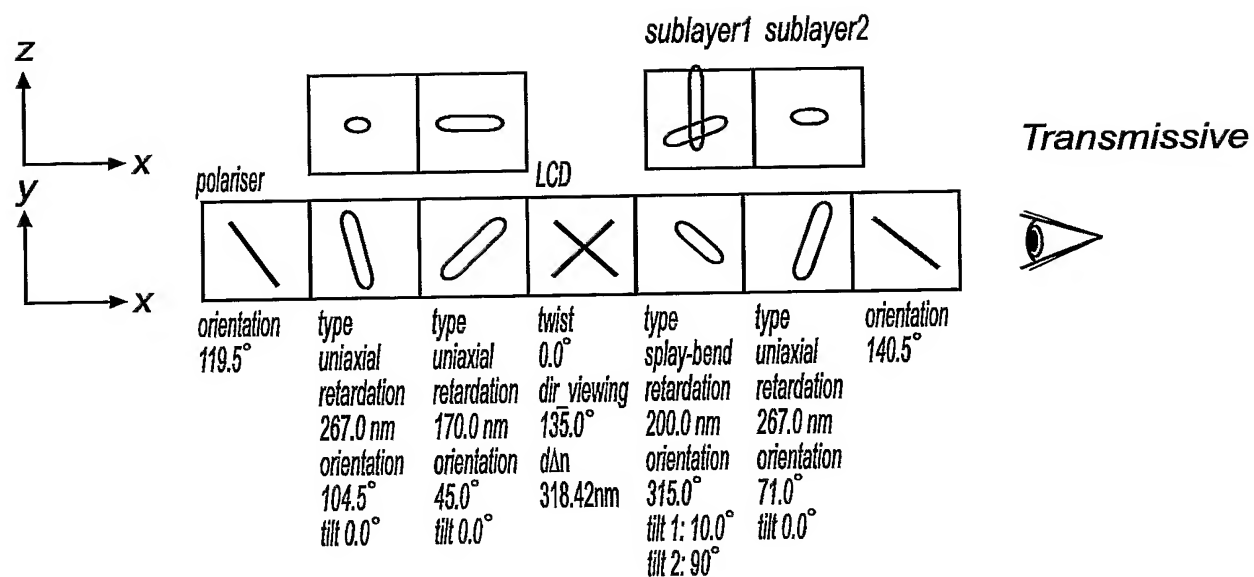 sublayer1 sublayer2
z
x
Transmissive
y
polariser
LCD
x
orientation
119.5°
type
uniaxial
retardation
267.0 nm
orientation
104.5°
tilt 0.0°
type
uniaxial
retardation
170.0 nm
orientation
45.0°
tilt 0.0°
twist
0.0°
dir_viewing
135.0°
dΔn
318.42nm
type
splay-bend
retardation
200.0 nm
orientation
315.0°
tilt 1: 10.0°
tilt 2: 90°
type
uniaxial
retardation
267.0 nm
orientation
71.0°
tilt 0.0°
orientation
140.5°